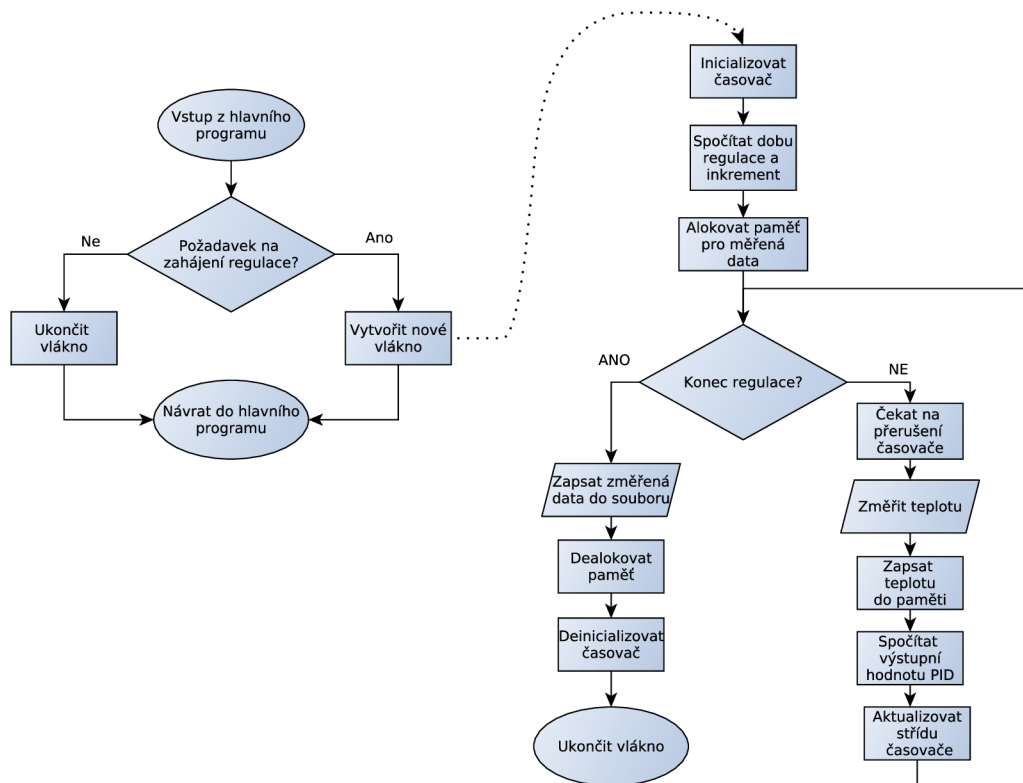 Vstup z hlavního
programu
Ne
Ano
Požadavek na
zahájení regulace?
Ukončit
vlákno
Vytvořit nové
vlákno
Návrat do hlavního
programu
Inicializovat
časovač
Spočítat dobu
regulace a
inkrement
Alokovat paměť
pro měřená
data
ANO
NE
Konec regulace?
Zapsat změřená
data do souboru
Dealokovat
paměť
Deinicializovat
časovač
Ukončit vlákno
Čekat na
přerušení
časovače
Změřit teplotu
Zapsat
teplotu
do paměti
Spočítat
výstupní
hodnotu PID
Aktualizovat
střídu
časovače